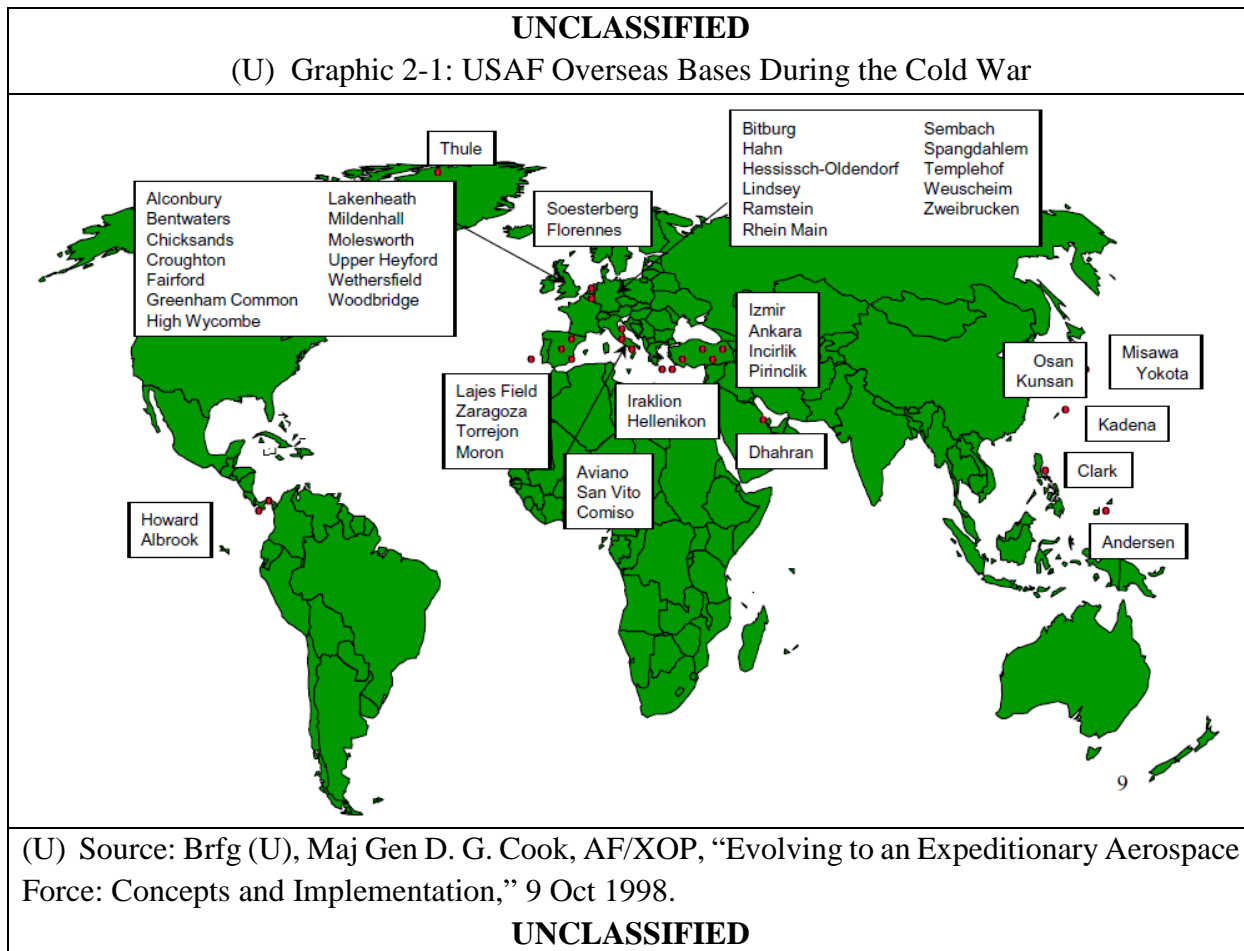 UNCLASSIFIED
(U) Graphic 2-1: USAF Overseas Bases During the Cold War
Thule
Alconbury
Bentwaters
Chicksands
Croughton
Fairford
Greenham Common
High Wycombe
Lakenheath
Mildenhall
Molesworth
Upper Heyford
Wethersfield
Woodbridge
Soesterberg
Florennes
Bitburg
Hahn
Hessissch-Oldendorf
Lindsey
Ramstein
Rhein Main
Sembach
Spangdahlem
Templehof
Weuscheim
Zweibrucken
Izmir
Ankara
Incirlik
Pirinclik
Osan
Kunsan
Misawa
Yokota
Lajes Field
Zaragoza
Torrejon
Moron
Iraklion
Hellenikon
Dhahran
Kadena
Clark
Aviano
San Vito
Comiso
Howard
Albrook
Andersen
9
(U) Source: Brfg (U), Maj Gen D. G. Cook, AF/XOP, “Evolving to an Expeditionary Aerospace
Force: Concepts and Implementation,” 9 Oct 1998.
UNCLASSIFIED